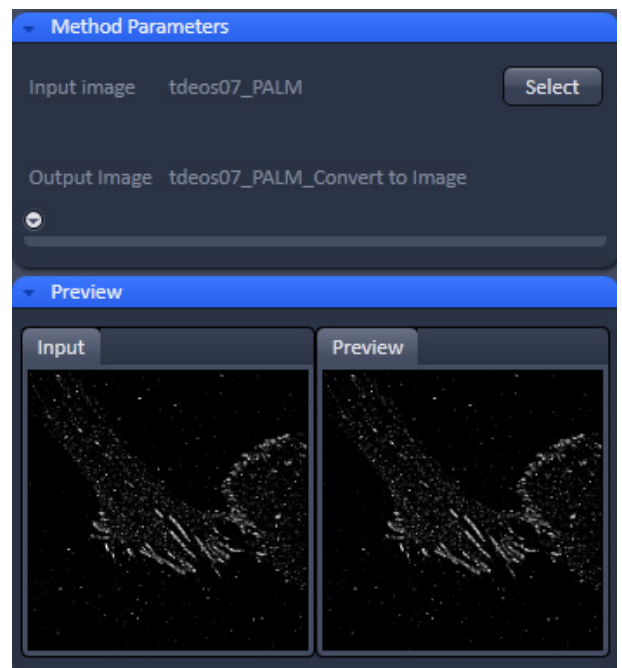 Method Parameters
Input image tdeos07_PALM Select
Output Image tdeos07_PALM_Convert to Image
Preview
Input Preview